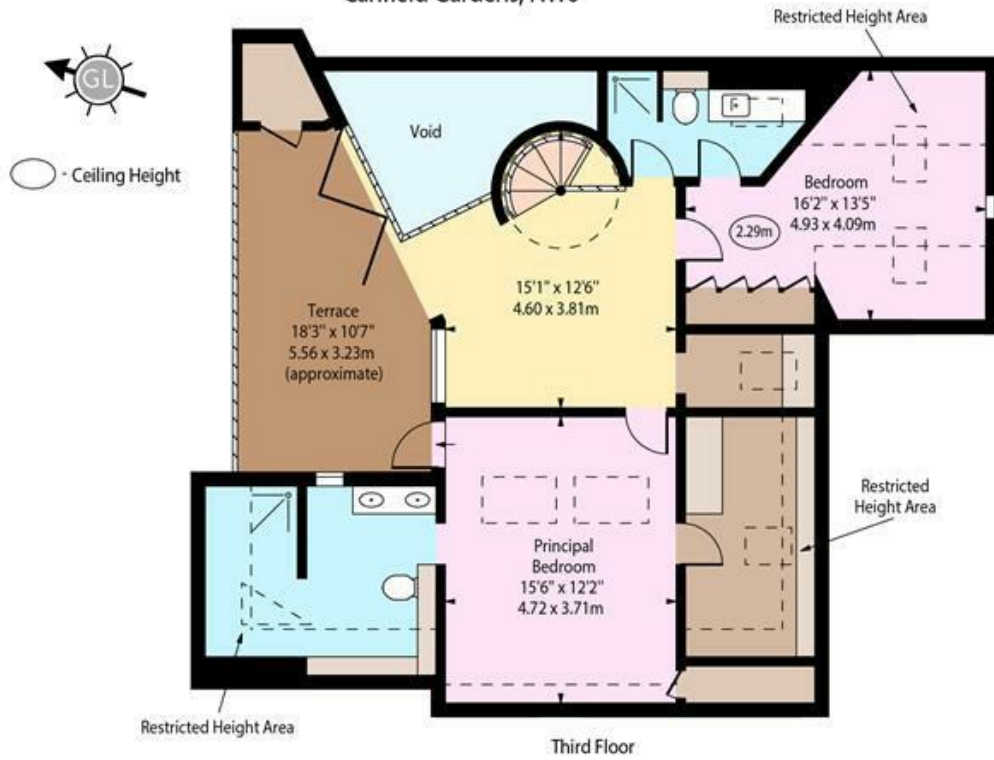 Restricted Height Area
GL
- Ceiling Height
Void
Bedroom
16'2" x 13'5"
4.93 x 4.09m
2.29m
15'1" x 12'6"
4.60 x 3.81m
Terrace
18'3" x 10'7"
5.56 x 3.23m
(approximate)
Restricted
Height Area
Principal
Bedroom
15'6" x 12'2"
4.72 x 3.71m
Restricted Height Area
Third Floor